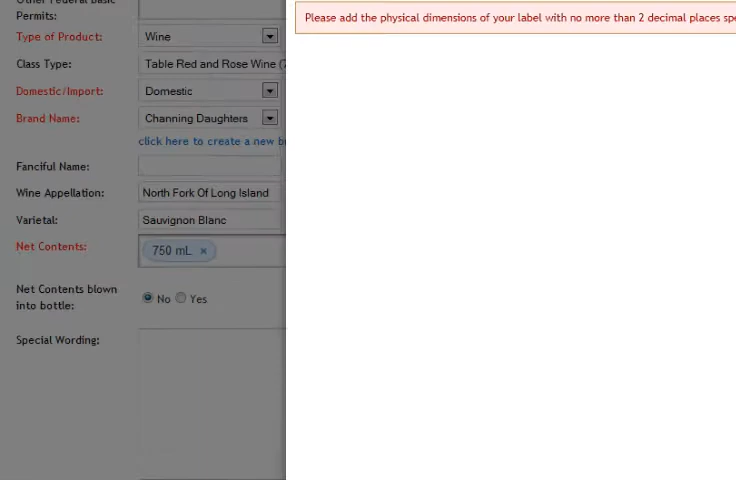 Other Federal Basic
Permits:
Please add the physical dimensions of your label with no more than 2 decimal places spe
Type of Product: Wine
Class Type: Table Red and Rose Wine (7
Domestic/Import: Domestic
Brand Name: Channing Daughters
click here to create a new b
Fanciful Name:
Wine Appellation: North Fork Of Long Island
Varietal: Sauvignon Blanc
Net Contents: 750 mL ×
Net Contents blown
into bottle: No Yes
Special Wording: